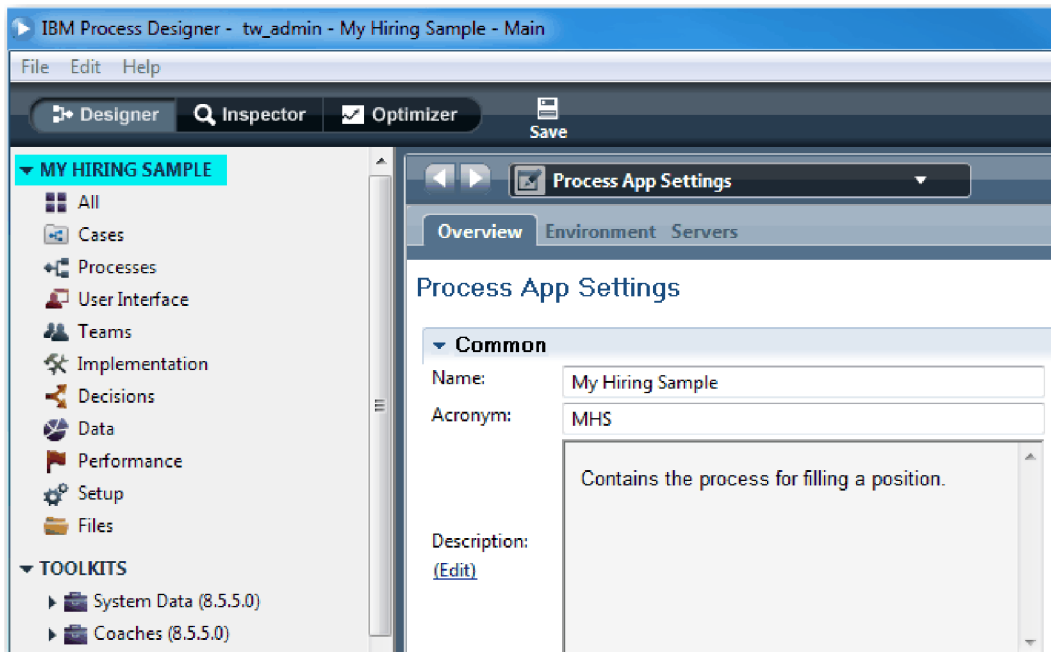 IBM Process Designer - tw_admin - My Hiring Sample - Main
File Edit Help
Designer Inspector Optimizer Save
MY HIRING SAMPLE
All
Cases
Processes
User Interface
Teams
Implementation
Decisions
Data
Performance
Setup
Files
TOOLKITS
System Data (8.5.5.0)
Coaches (8.5.5.0)
Process App Settings
Overview Environment Servers
Process App Settings
Common
Name: My Hiring Sample
Acronym: MHS
Contains the process for filling a position.
Description:
(Edit)